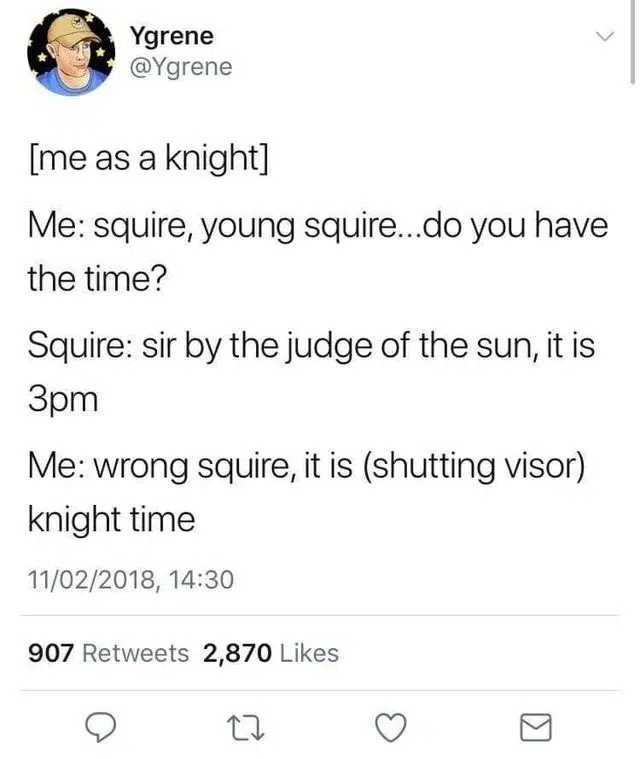 Ygrene
@Ygrene
[me as a knight]
Me: squire, young squire...do you have
the time?
Squire: sir by the judge of the sun, it is
3pm
Me: wrong squire, it is (shutting visor)
knight time
11/02/2018, 14:30
907 Retweets 2,870 Likes